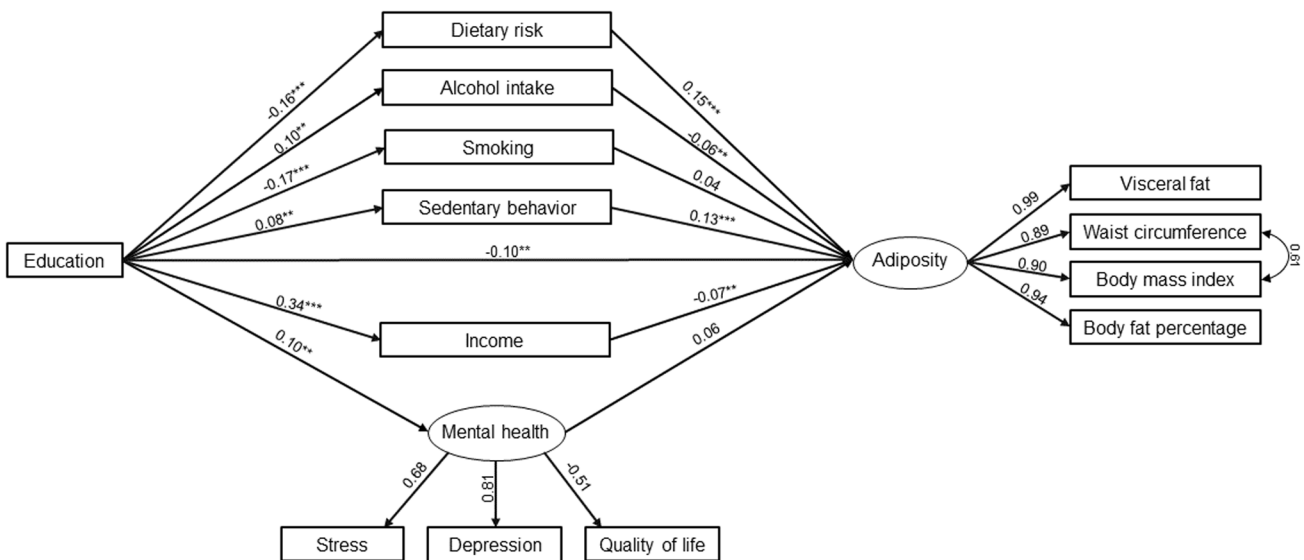 Dietary risk
Alcohol intake
Smoking
Sedentary behavior
Education
Income
Mental health
Stress
Depression
Quality of life
Adiposity
Visceral fat
Waist circumference
Body mass index
Body fat percentage
-0.16***
0.10**
-0.17***
0.08**
-0.10**
0.34***
0.10**
0.15***
-0.06**
0.04
0.13***
-0.07**
0.06
0.68
0.81
-0.51
0.99
0.89
0.90
0.94
0.61